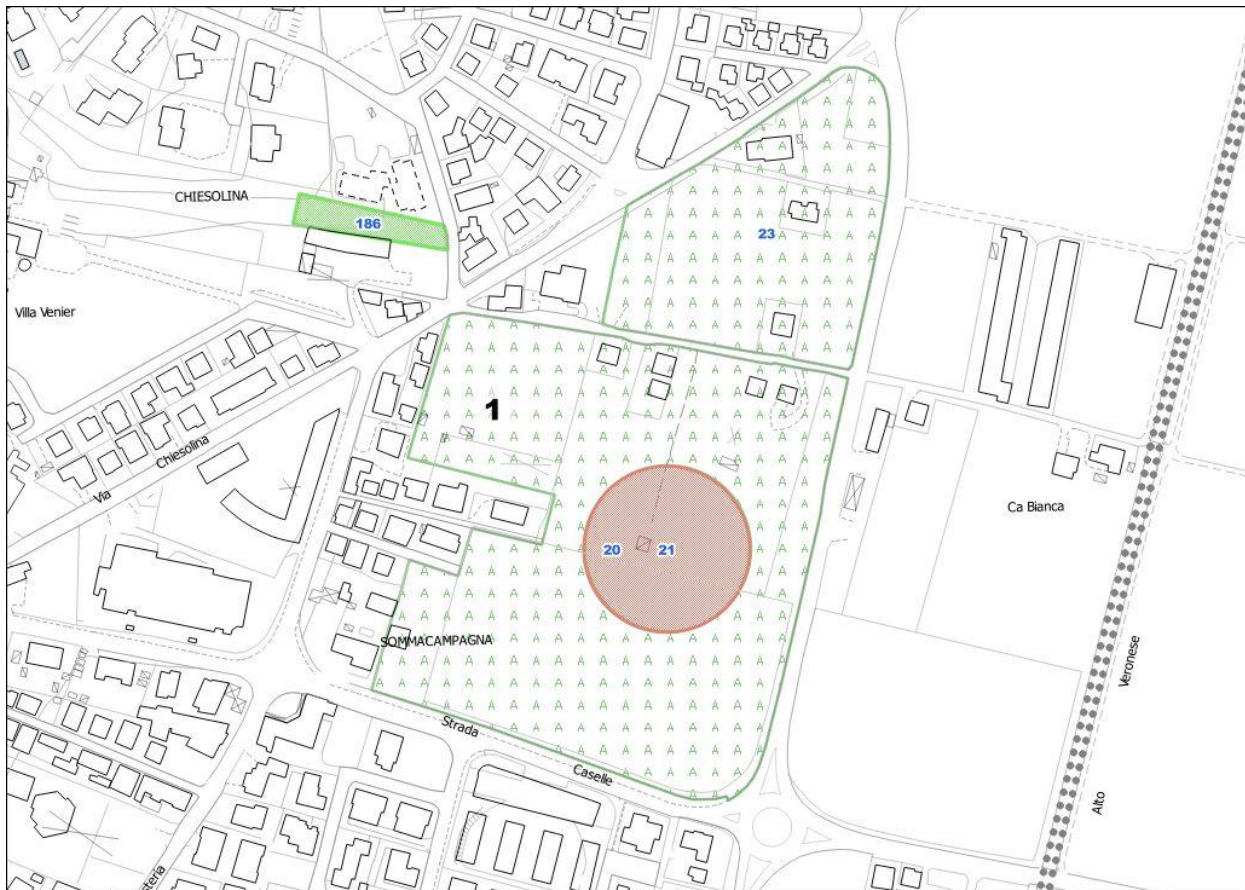 CHIESOLINA
186
23
Villa Venier
1
Via Chiesolina
Ca Bianca
20
21
SOMMACAMPAGNA
Strada Caselle
Alto Veronese